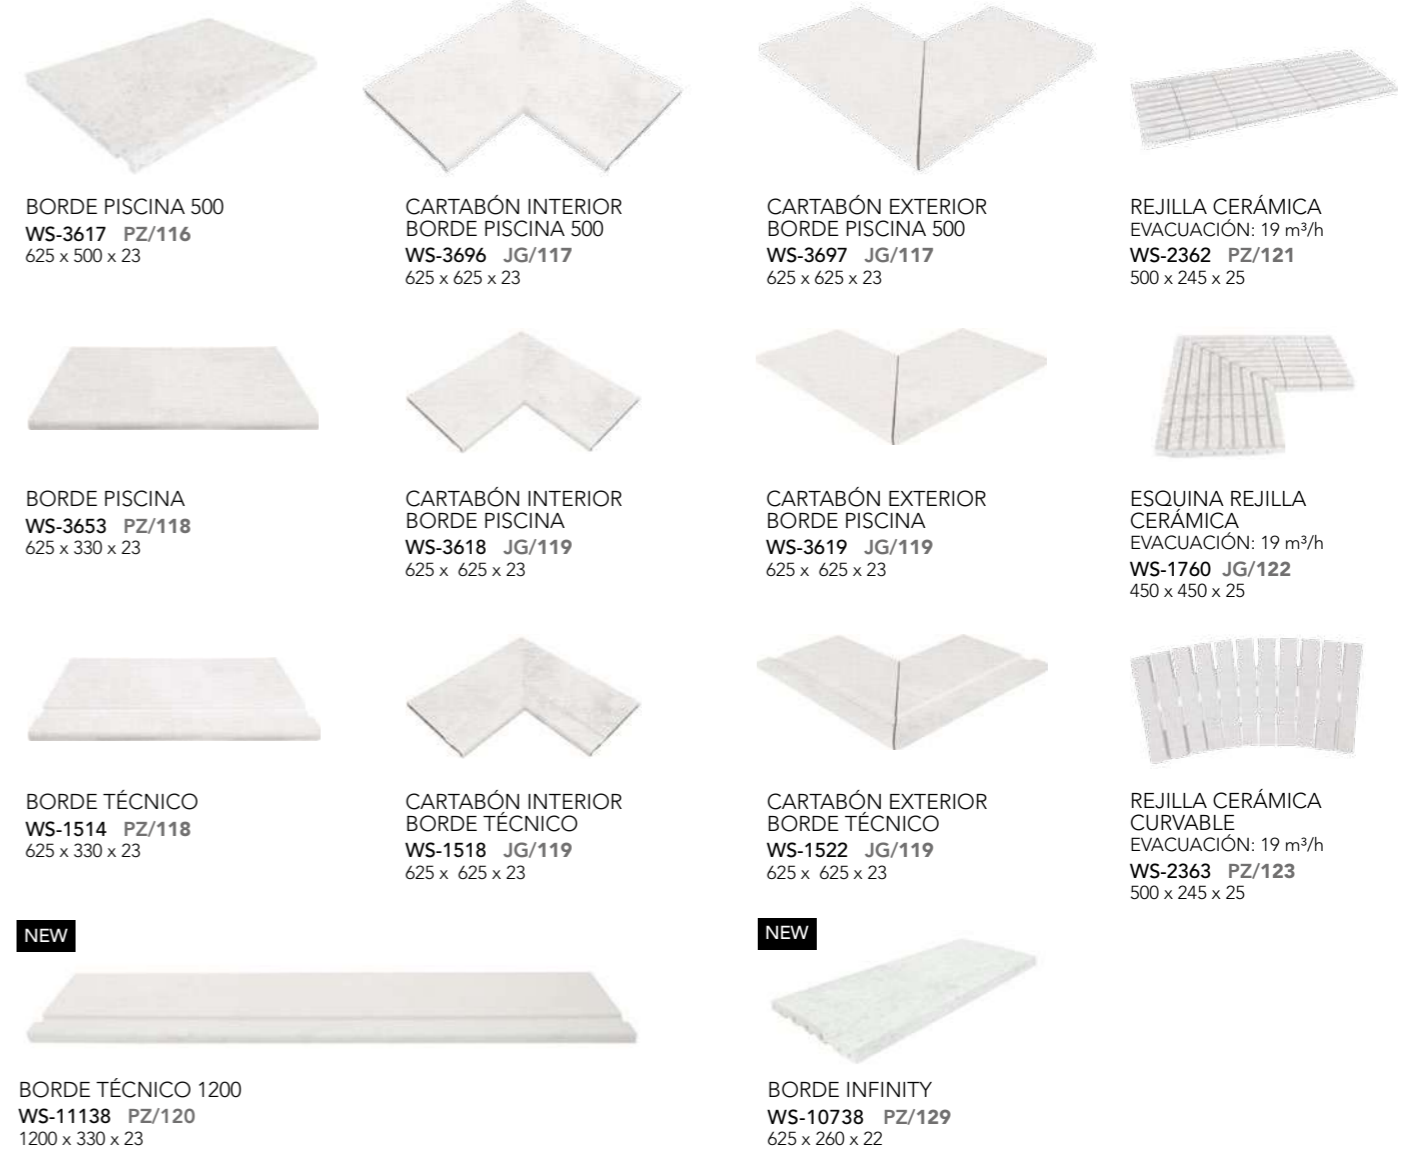 BORDE PISCINA 500
WS-3617 PZ/116
625 x 500 x 23
CARTABÓN INTERIOR
BORDE PISCINA 500
WS-3696 JG/117
625 x 625 x 23
CARTABÓN EXTERIOR
BORDE PISCINA 500
WS-3697 JG/117
625 x 625 x 23
REJILLA CERÁMICA
EVACUACIÓN: 19 m³/h
WS-2362 PZ/121
500 x 245 x 25
BORDE PISCINA
WS-3653 PZ/118
625 x 330 x 23
CARTABÓN INTERIOR
BORDE PISCINA
WS-3618 JG/119
625 x 625 x 23
CARTABÓN EXTERIOR
BORDE PISCINA
WS-3619 JG/119
625 x 625 x 23
ESQUINA REJILLA
CERÁMICA
EVACUACIÓN: 19 m³/h
WS-1760 JG/122
450 x 450 x 25
BORDE TÉCNICO
WS-1514 PZ/118
625 x 330 x 23
CARTABÓN INTERIOR
BORDE TÉCNICO
WS-1518 JG/119
625 x 625 x 23
CARTABÓN EXTERIOR
BORDE TÉCNICO
WS-1522 JG/119
625 x 625 x 23
REJILLA CERÁMICA
CURVABLE
EVACUACIÓN: 19 m³/h
WS-2363 PZ/123
500 x 245 x 25
NEW
BORDE TÉCNICO 1200
WS-11138 PZ/120
1200 x 330 x 23
NEW
BORDE INFINITY
WS-10738 PZ/129
625 x 260 x 22